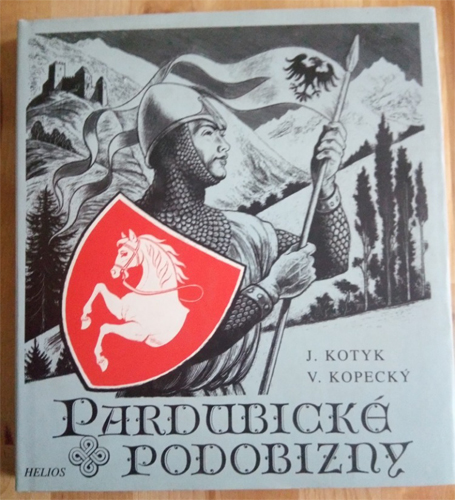 J. KOTYK
V. KOPECKÝ
PARDUBICKÉ
PODOBIZNY
HELIOS